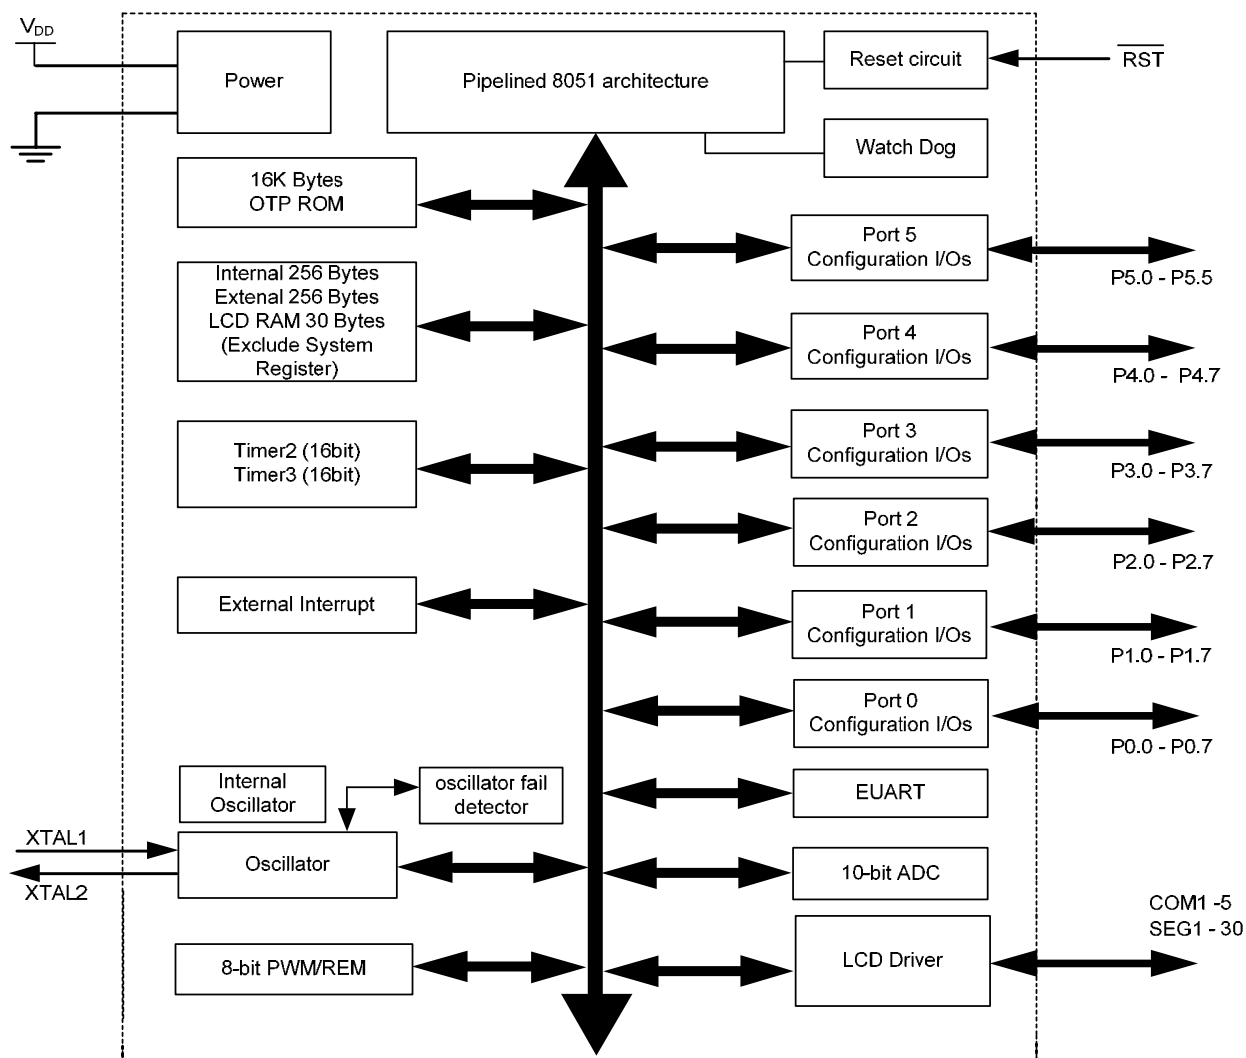 VDD
Power
Pipelined 8051 architecture
Reset circuit
RST
Watch Dog
16K Bytes
OTP ROM
Internal 256 Bytes
Extenal 256 Bytes
LCD RAM 30 Bytes
(Exclude System
Register)
Timer2 (16bit)
Timer3 (16bit)
External Interrupt
Internal
Oscillator
oscillator fail
detector
XTAL1
Oscillator
XTAL2
8-bit PWM/REM
Port 5
Configuration I/Os
P5.0 - P5.5
Port 4
Configuration I/Os
P4.0 - P4.7
Port 3
Configuration I/Os
P3.0 - P3.7
Port 2
Configuration I/Os
P2.0 - P2.7
Port 1
Configuration I/Os
P1.0 - P1.7
Port 0
Configuration I/Os
P0.0 - P0.7
EUART
10-bit ADC
LCD Driver
COM1 -5
SEG1 - 30